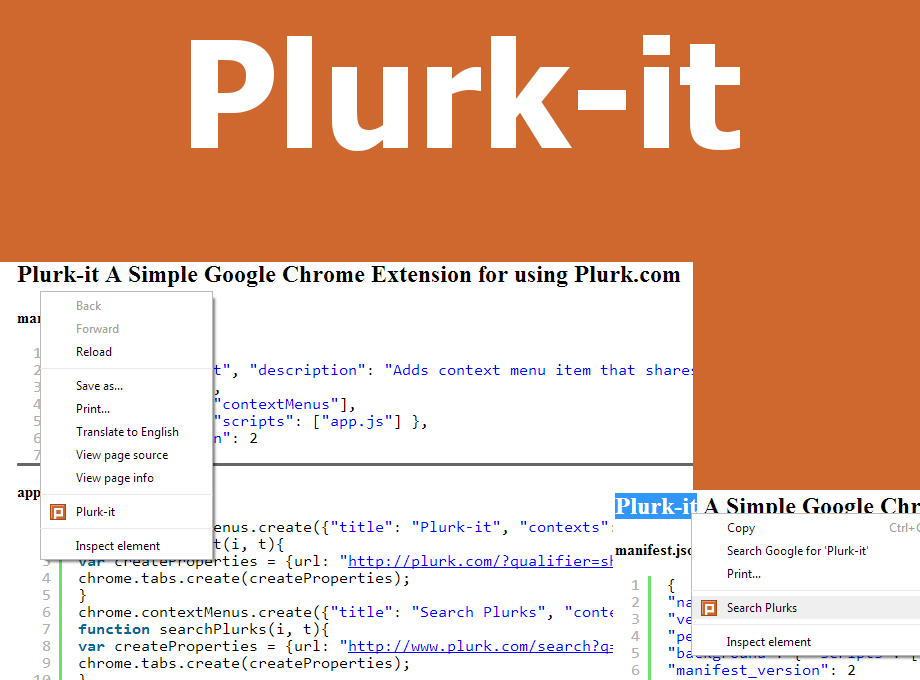 Plurk-it
Plurk-it A Simple Google Chrome Extension for using Plurk.com
Back
Forward
Reload
Save as...
Print...
Translate to English
View page source
View page info
Plurk-it
Inspect element
1
2 t", "description": "Adds context menu item that shares
3 ,
4 "contextMenus"],
5 "scripts": ["app.js"] },
6 n": 2
7
app
enus.create({"title": "Plurk-it", "contexts":
t(i, t){
3 var createProperties = {url: "http://plurk.com/?qualifier=sh
4 chrome.tabs.create(createProperties);
5 }
6 chrome.contextMenus.create({"title": "Search Plurks", "conte
7 function searchPlurks(i, t){
8 var createProperties = {url: "http://www.plurk.com/search?q=
9 chrome.tabs.create(createProperties);
10 }
Plurk-it A Simple Google Chr
manifest.jso
1 {
2 "na
3 "ve
4 "pe
5 "background": { "scripts": [
6 "manifest_version": 2
Copy Ctrl+C
Search Google for 'Plurk-it'
Print...
Search Plurks
Inspect element